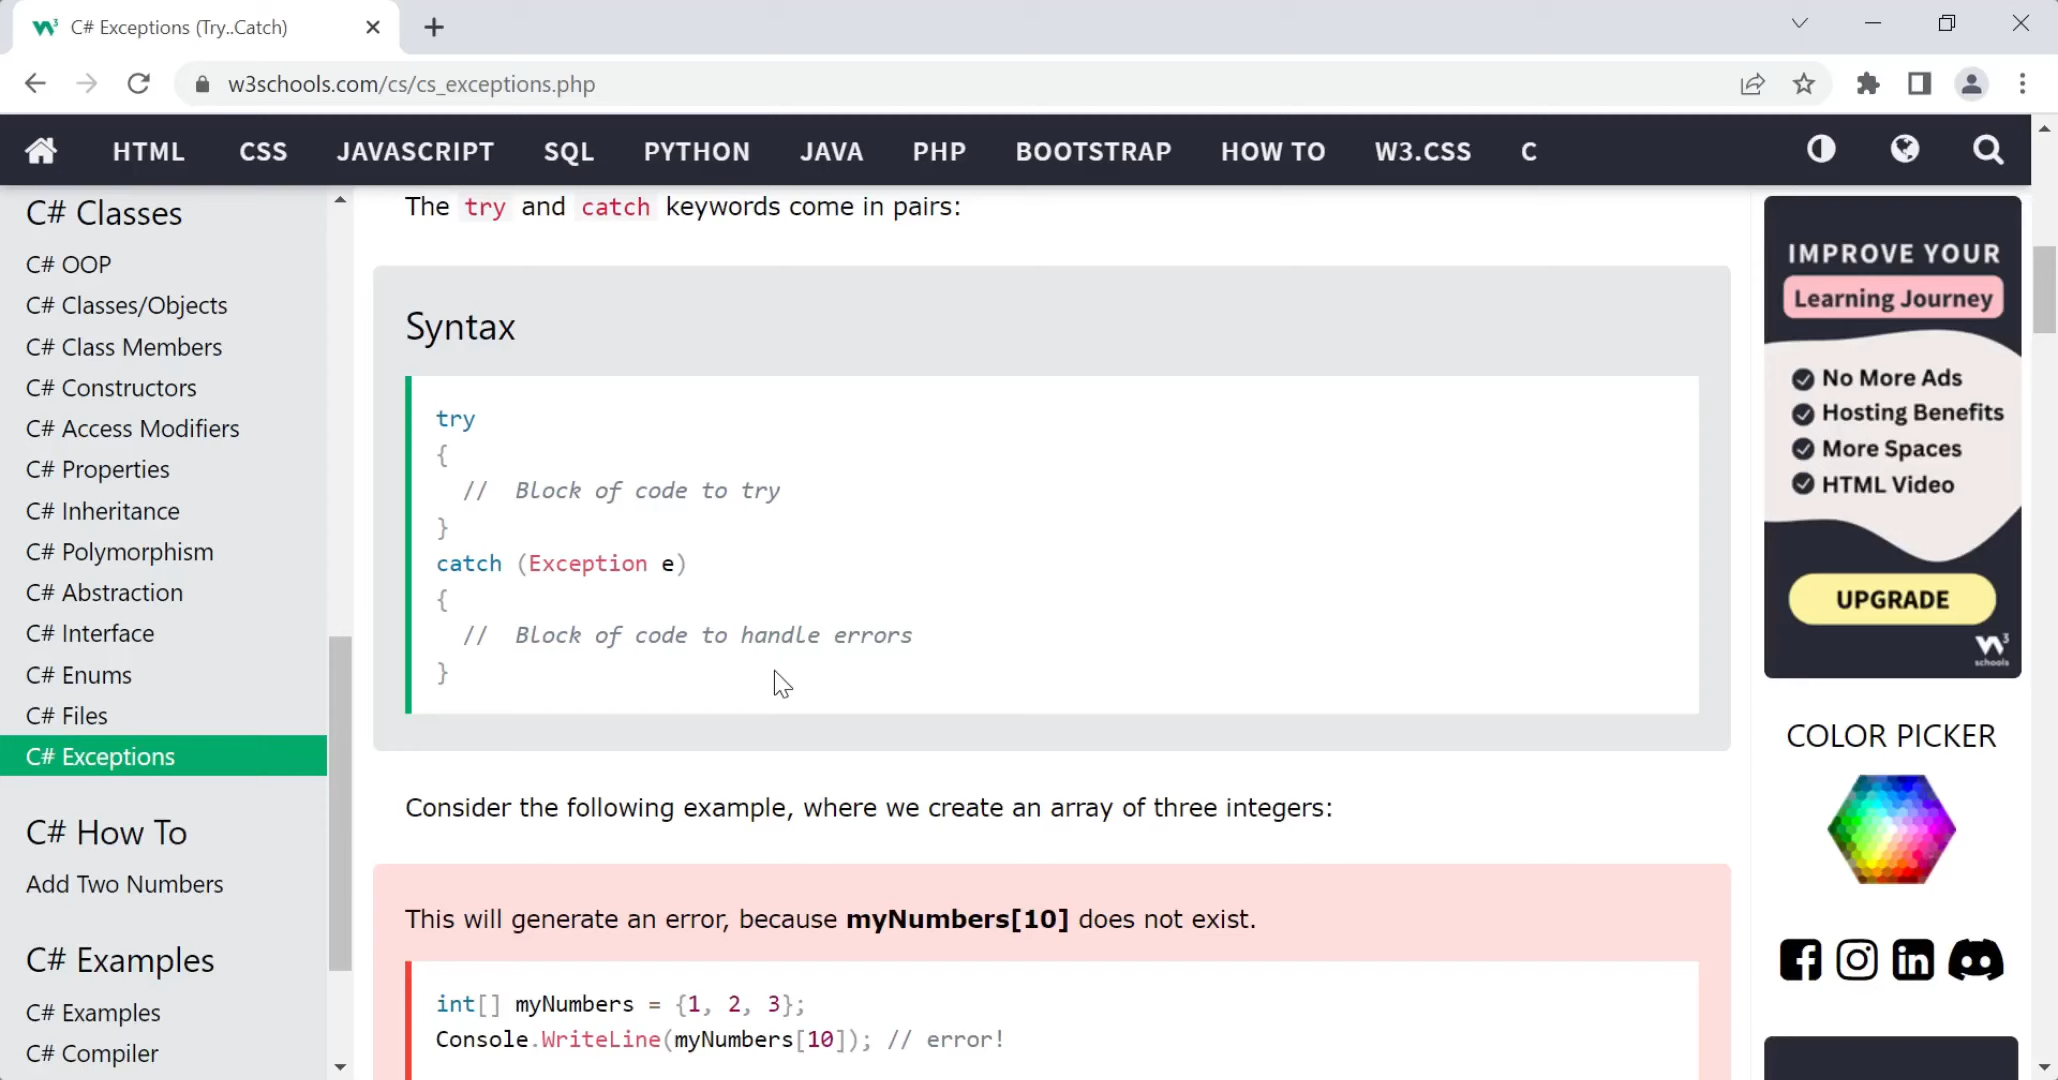 C# Exceptions (Try..Catch)
w3schools.com/cs/cs_exceptions.php
HTML CSS JAVASCRIPT SQL PYTHON JAVA PHP BOOTSTRAP HOW TO W3.CSS C
C# Classes
C# OOP
C# Classes/Objects
C# Class Members
C# Constructors
C# Access Modifiers
C# Properties
C# Inheritance
C# Polymorphism
C# Abstraction
C# Interface
C# Enums
C# Files
C# Exceptions
C# How To
Add Two Numbers
C# Examples
C# Examples
C# Compiler
The try and catch keywords come in pairs:
Syntax
try
{
// Block of code to try
}
catch (Exception e)
{
// Block of code to handle errors
}
Consider the following example, where we create an array of three integers:
This will generate an error, because myNumbers[10] does not exist.
int[] myNumbers = {1, 2, 3};
Console.WriteLine(myNumbers[10]); // error!
IMPROVE YOUR
Learning Journey
No More Ads
Hosting Benefits
More Spaces
HTML Video
UPGRADE
W3
schools
COLOR PICKER